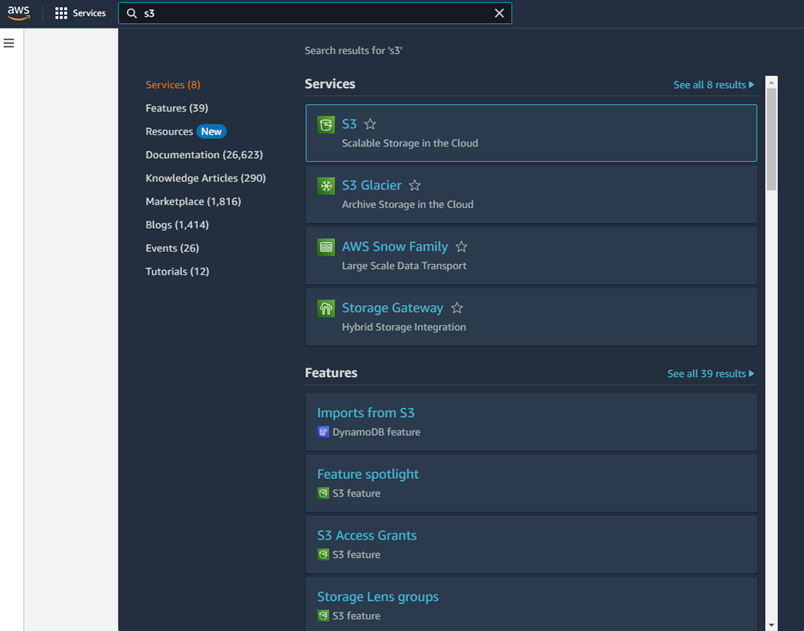 aws
Services
s3
Search results for 's3'
Services (8)
Features (39)
Resources New
Documentation (26,623)
Knowledge Articles (290)
Marketplace (1,816)
Blogs (1,414)
Events (26)
Tutorials (12)
Services
See all 8 results
S3
Scalable Storage in the Cloud
S3 Glacier
Archive Storage in the Cloud
AWS Snow Family
Large Scale Data Transport
Storage Gateway
Hybrid Storage Integration
Features
See all 39 results
Imports from S3
DynamoDB feature
Feature spotlight
S3 feature
S3 Access Grants
S3 feature
Storage Lens groups
S3 feature